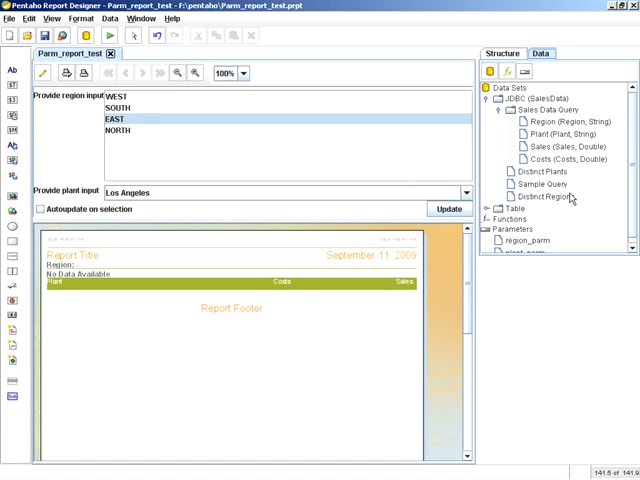 Pentaho Report Designer - Parm_report_test - F:\pentaho\Parm_report_test.prpt
File Edit View Format Data Window Help
Parm_report_test
100%
Provide region input
WEST
SOUTH
EAST
NORTH
Provide plant input
Los Angeles
Autoupdate on selection
Update
Report Title
September 11, 2009
Region: -
No Data Available
Plant Costs Sales
Report Footer
Structure Data
Data Sets
JDBC (SalesData)
Sales Data Query
Region (Region, String)
Plant (Plant, String)
Sales (Sales, Double)
Costs (Costs, Double)
Distinct Plants
Sample Query
Distinct Region
Table
Functions
Parameters
region_parm
plant_parm
Ab
Sub
141.5 of 141.9